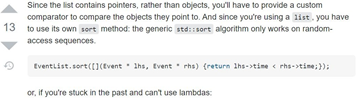 Since the list contains pointers, rather than objects, you'll have to provide a custom
comparator to compare the objects they point to. And since you're using a list, you have
13
to use its own sort method: the generic std::sort algorithm only works on random-
access sequences.
EventList.sort([](Event * lhs, Event * rhs) {return lhs->time < rhs->time;});
or, if you're stuck in the past and can't use lambdas: